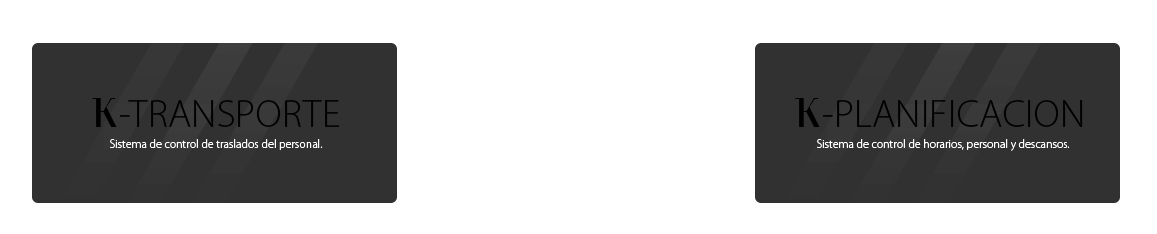 K-TRANSPORTE
Sistema de control de traslados del personal.
K-PLANIFICACION
Sistema de control de horarios, personal y descansos.